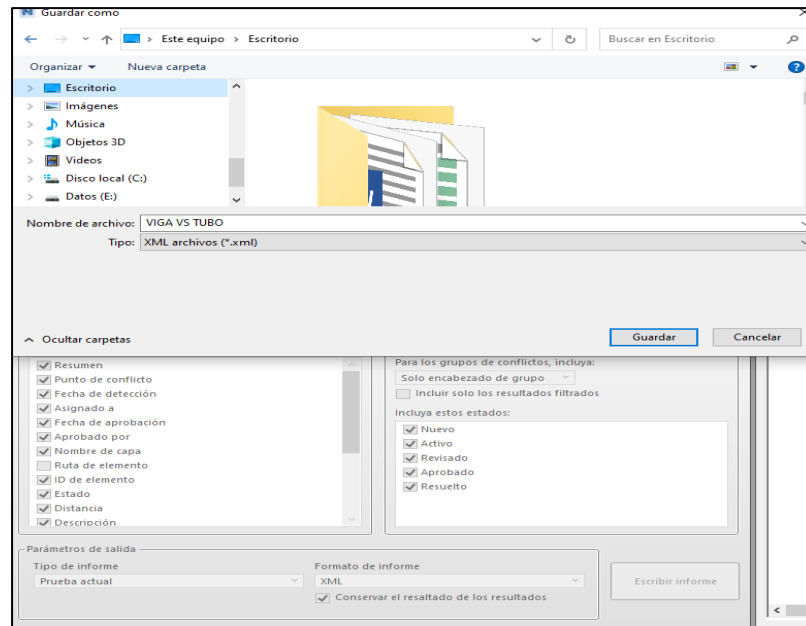 Guardar como
Este equipo > Escritorio
Buscar en Escritorio
Organizar
Nueva carpeta
Escritorio
Imágenes
Música
Objetos 3D
Videos
Disco local (C:)
Datos (E:)
Nombre de archivo: VIGA VS TUBO
Tipo: XML archivos (*.xml)
Ocultar carpetas
Guardar
Cancelar
Resumen
Punto de conflicto
Fecha de detección
Asignado a
Fecha de aprobación
Aprobado por
Nombre de capa
Ruta de elemento
ID de elemento
Estado
Distancia
Descripción
Para los grupos de conflictos, incluya:
Solo encabezado de grupo
Incluir solo los resultados filtrados
Incluya estos estados:
Nuevo
Activo
Revisado
Aprobado
Resuelto
Parámetros de salida
Tipo de informe
Prueba actual
Formato de informe
XML
Conservar el resaltado de los resultados
Escribir informe